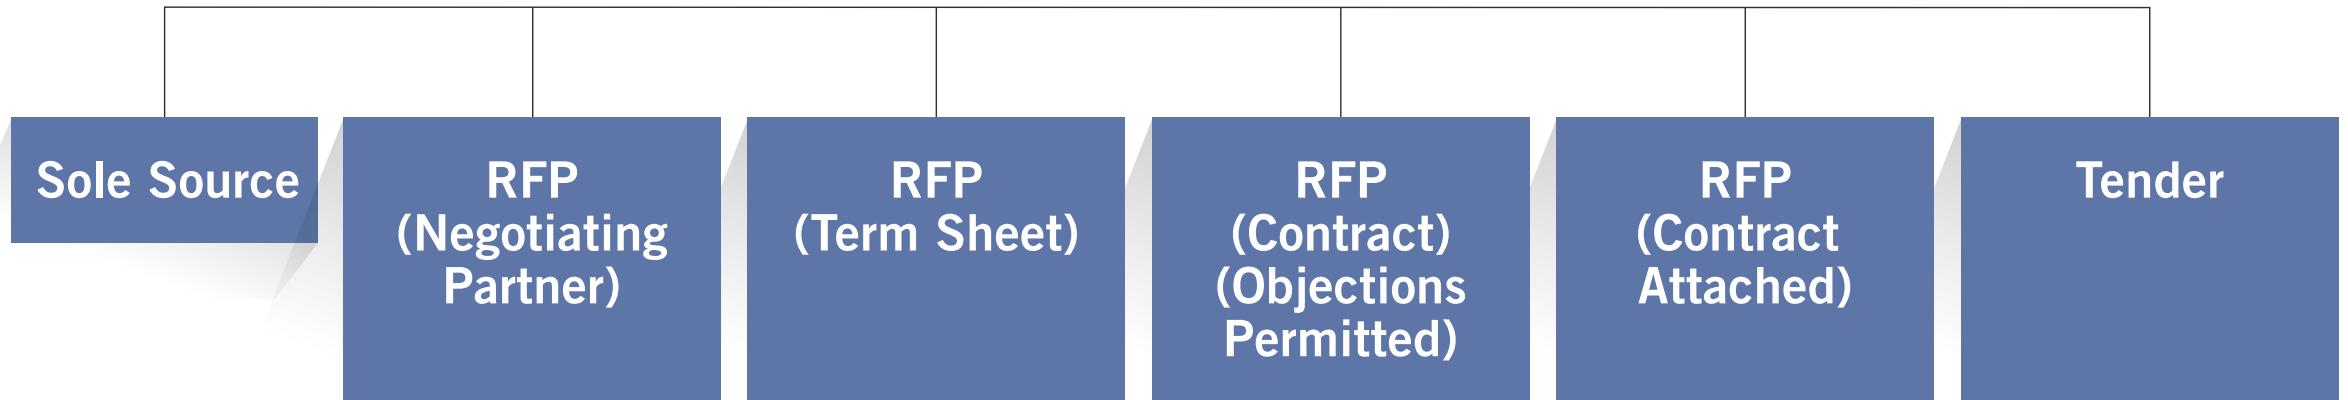 Sole Source
RFP
(Negotiating
Partner)
RFP
(Term Sheet)
RFP
(Contract)
(Objections
Permitted)
RFP
(Contract
Attached)
Tender